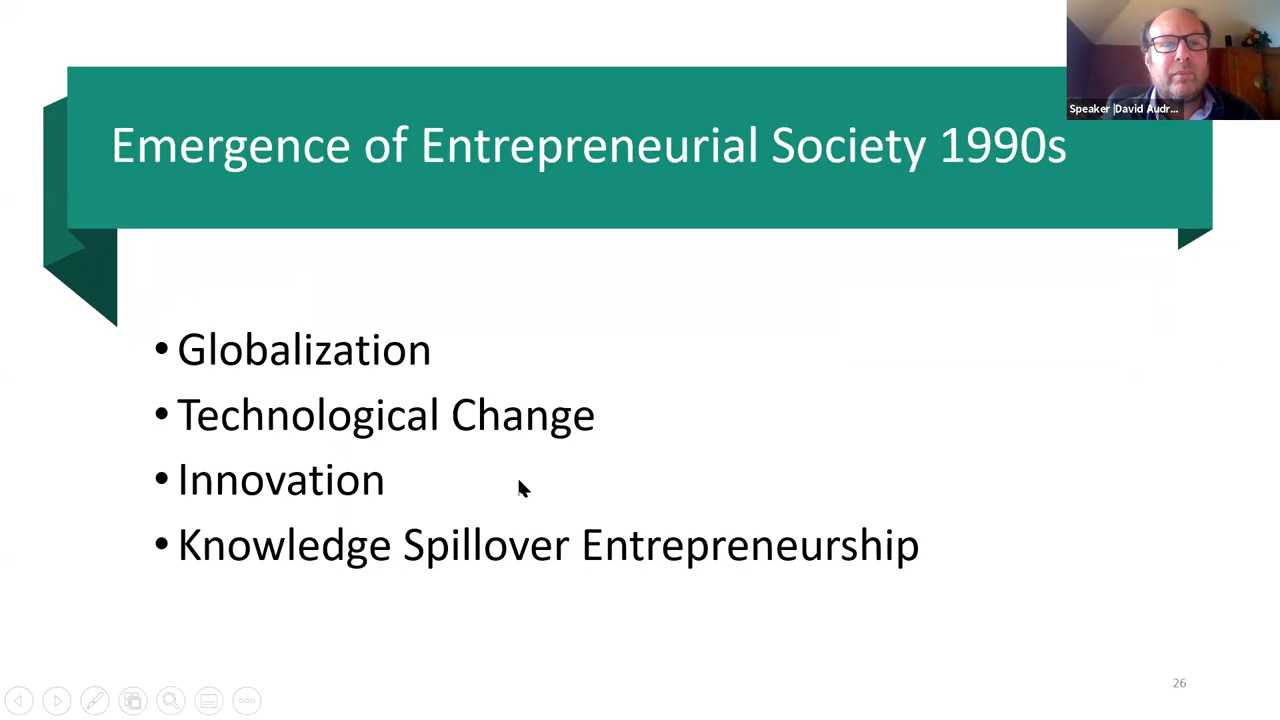 Speaker |David Audr...
Emergence of Entrepreneurial Society 1990s
• Globalization
• Technological Change
• Innovation
• Knowledge Spillover Entrepreneurship
26